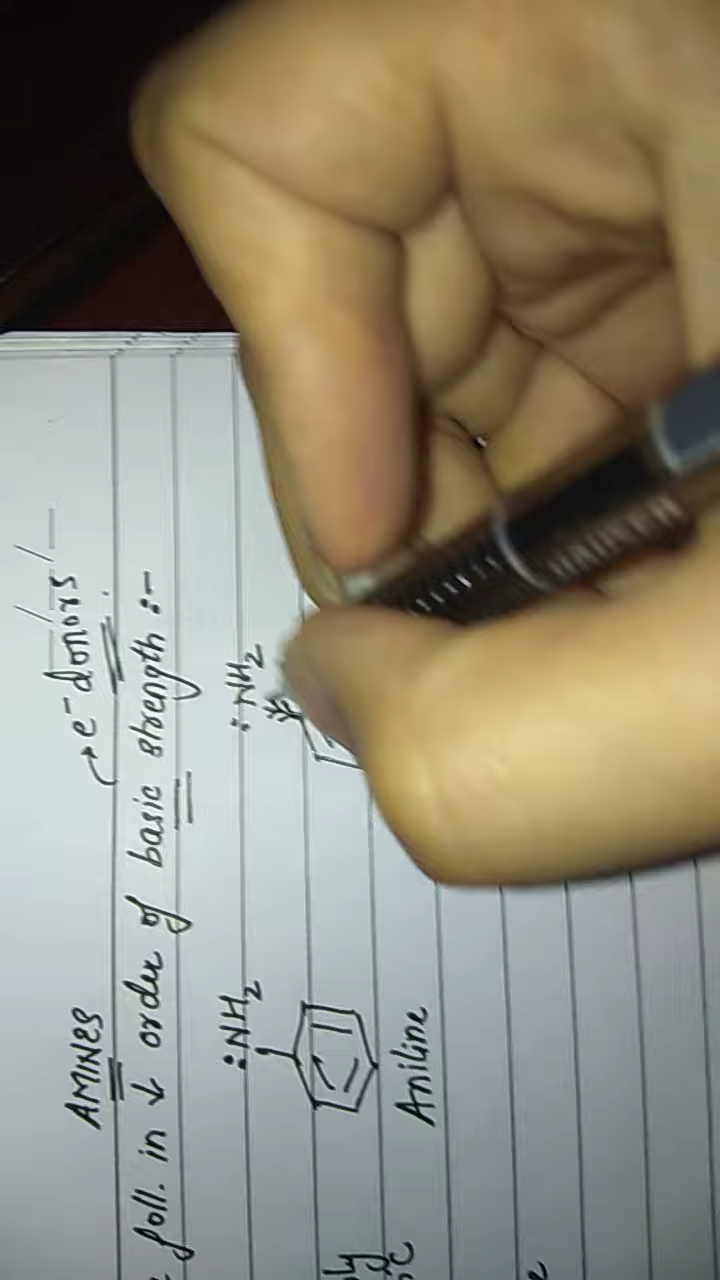 AMINES → e⁻ donors
foll. in ↓ order of basic strength :-
:NH₂ :NH₂
Aniline